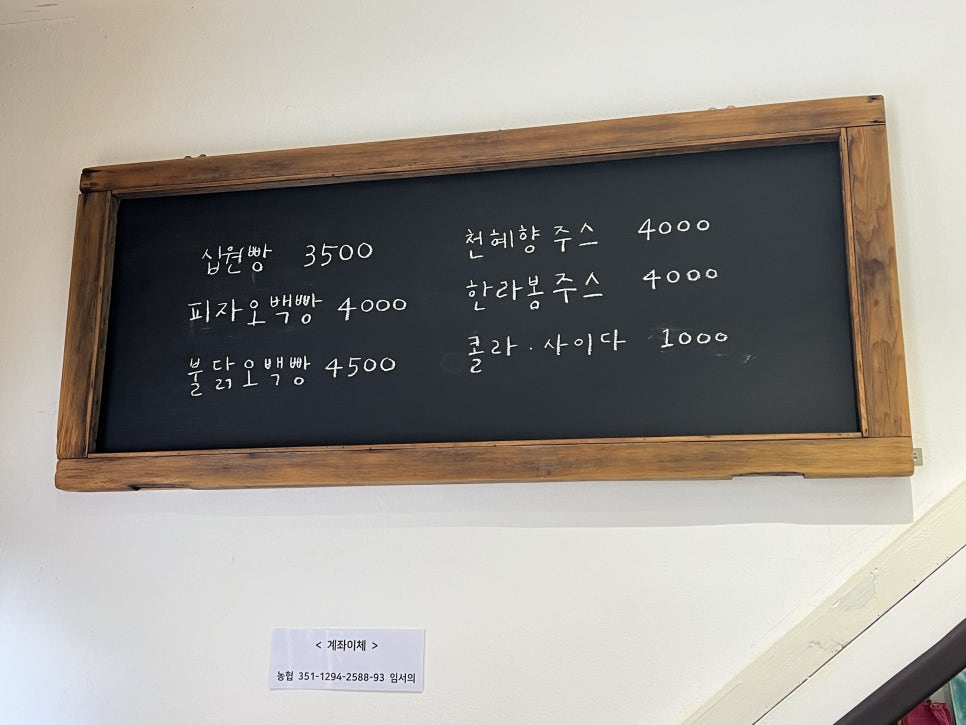 십원빵 3500
피자오백빵 4000
불닭오백빵 4500
천혜향주스 4000
한라봉주스 4000
콜라 · 사이다 1000
< 계좌이체 >
농협 351-1294-2588-93 임서의